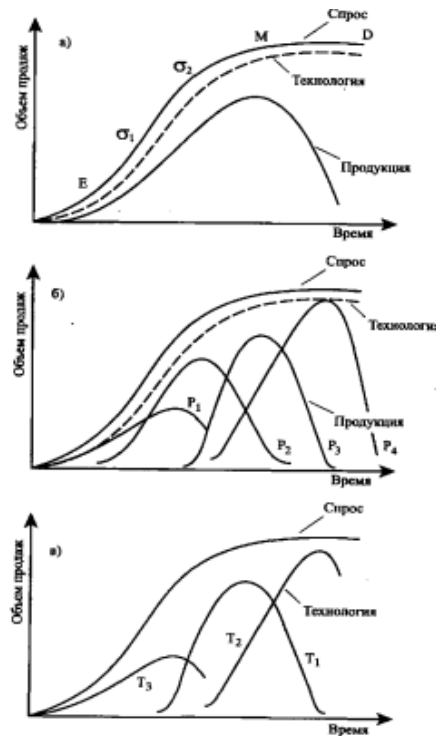 Спрос
M
D
а)
σ₂
Технология
Объем продаж
σ₁
E
Продукция
Время
Спрос
б)
Технология
Объем продаж
P₁
Продукция
P₂
P₃
P₄
Время
Спрос
в)
Объем продаж
Технология
T₂
T₃
T₁
Время